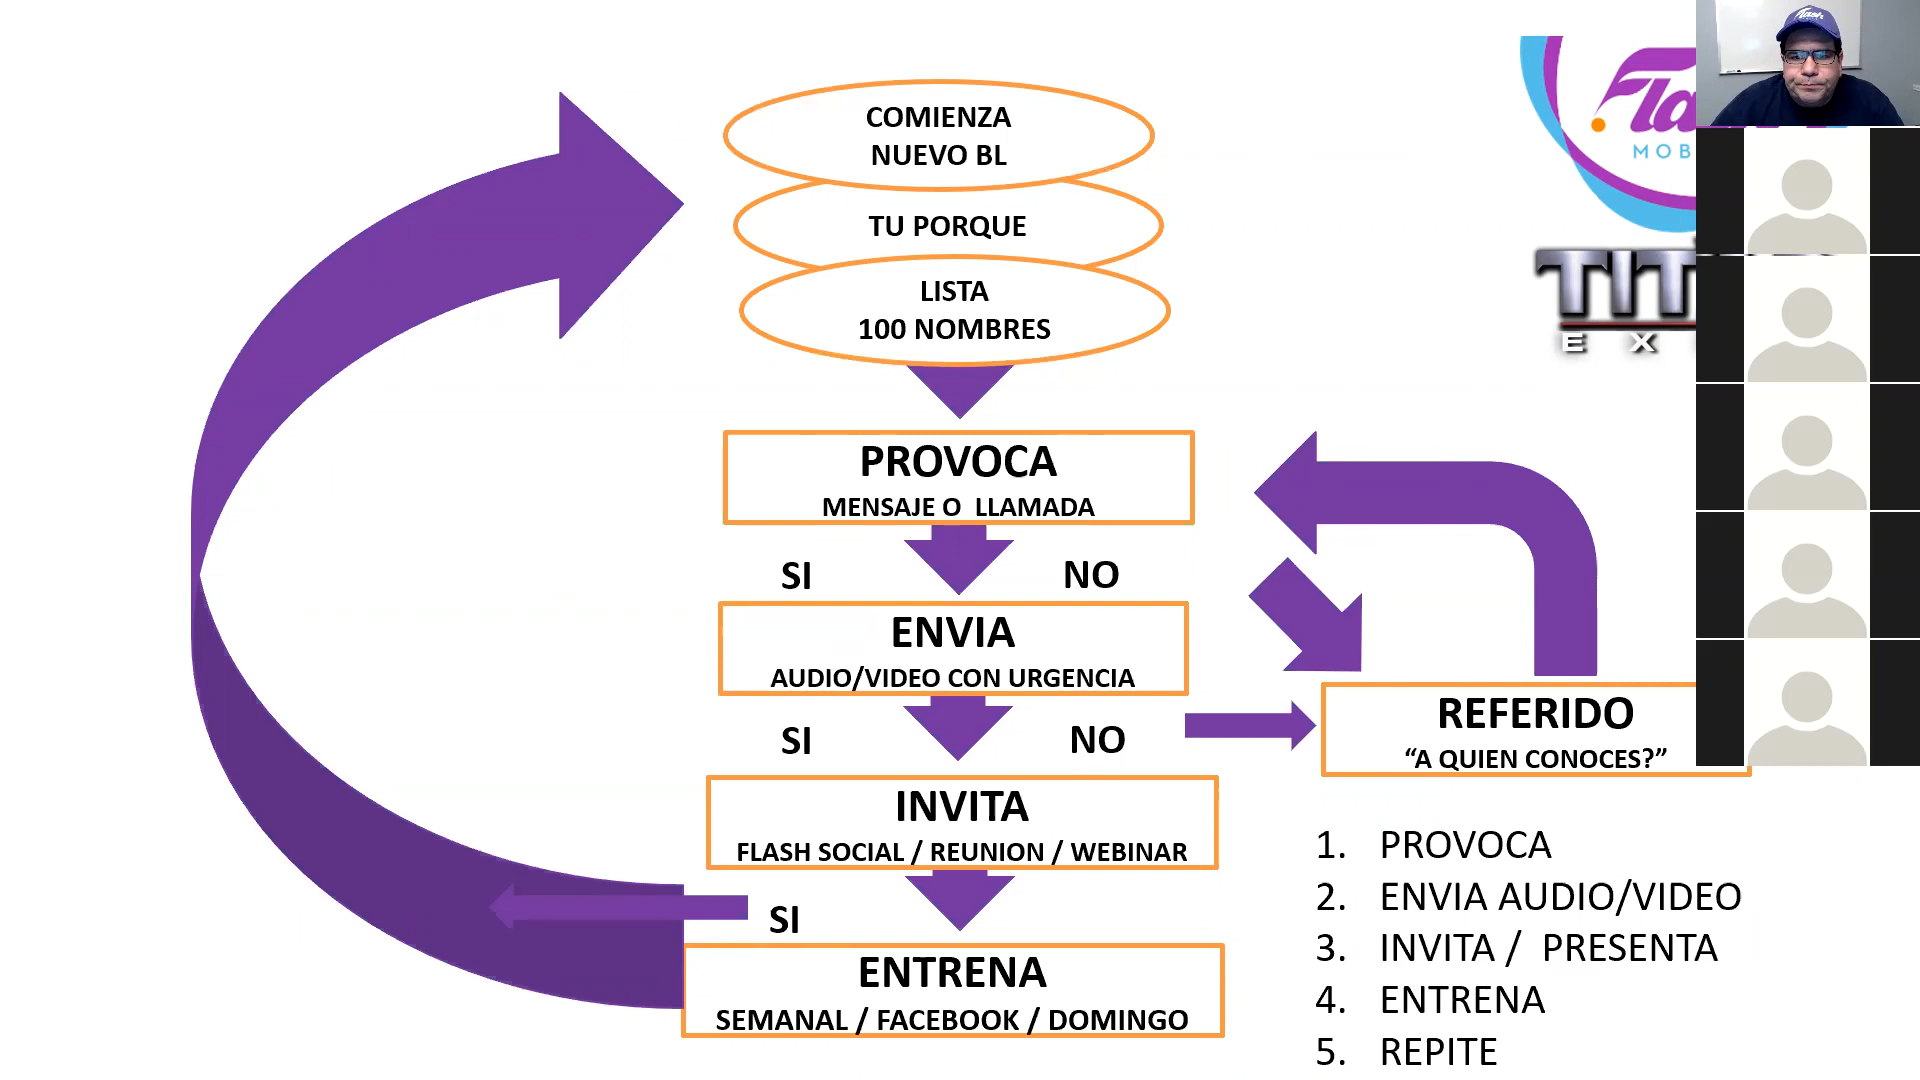 COMIENZA
NUEVO BL
TU PORQUE
LISTA
100 NOMBRES
PROVOCA
MENSAJE O LLAMADA
SI NO
ENVIA
AUDIO/VIDEO CON URGENCIA
SI NO
REFERIDO
“A QUIEN CONOCES?”
INVITA
FLASH SOCIAL / REUNION / WEBINAR
SI
ENTRENA
SEMANAL / FACEBOOK / DOMINGO
1. PROVOCA
2. ENVIA AUDIO/VIDEO
3. INVITA / PRESENTA
4. ENTRENA
5. REPITE